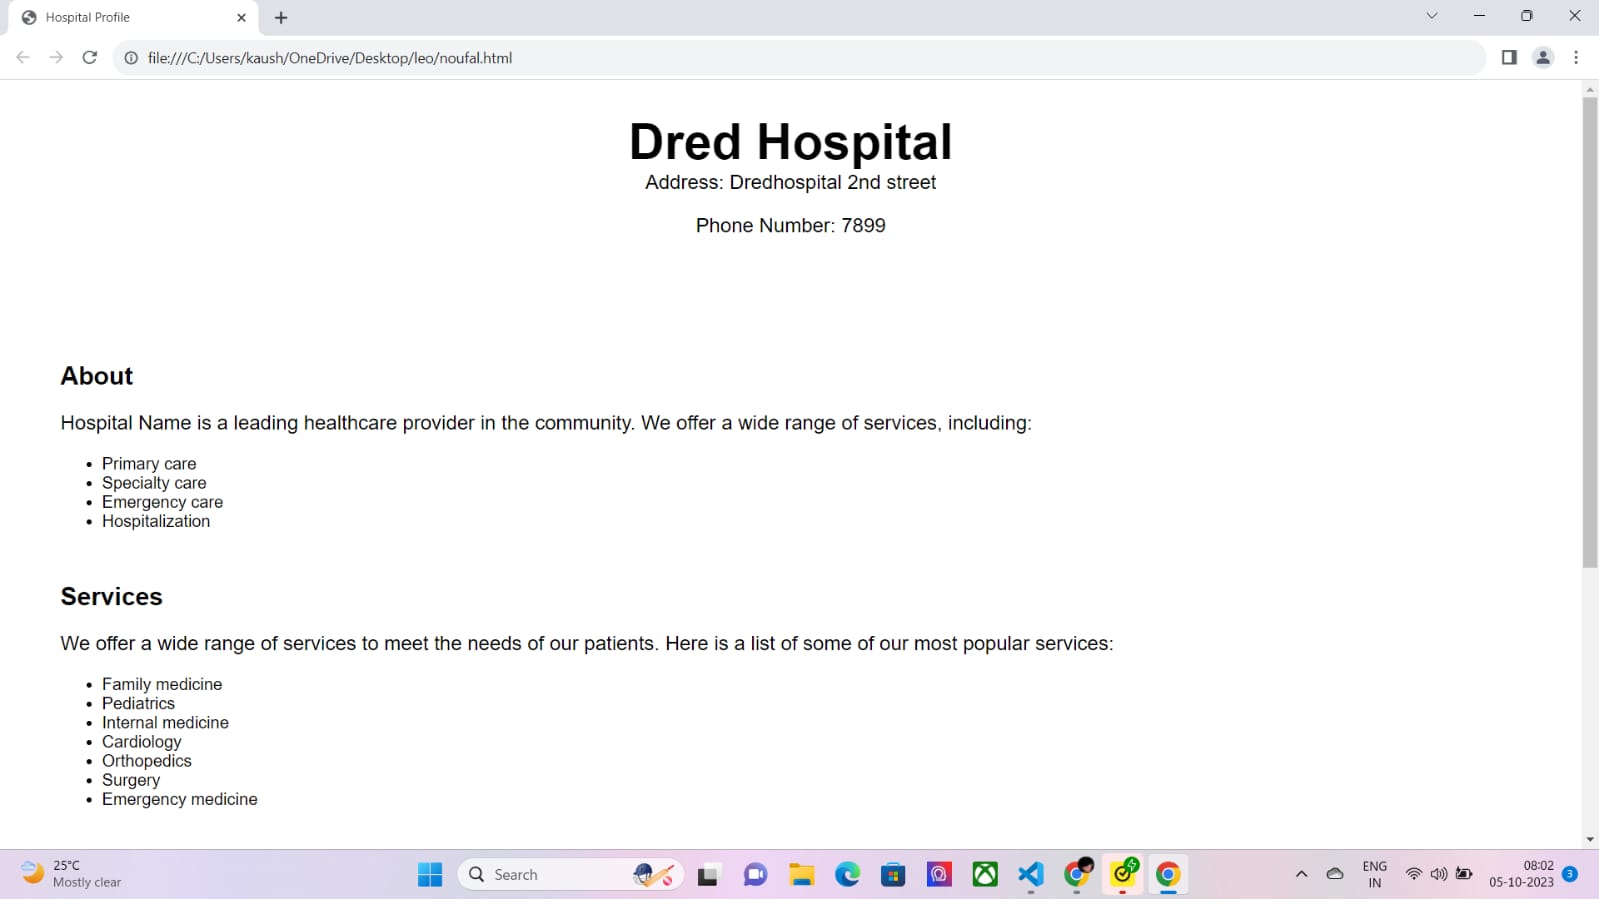 Hospital Profile
file:///C:/Users/kaush/OneDrive/Desktop/leo/noufal.html
Dred Hospital
Address: Dredhospital 2nd street
Phone Number: 7899
About
Hospital Name is a leading healthcare provider in the community. We offer a wide range of services, including:
Primary care
Specialty care
Emergency care
Hospitalization
Services
We offer a wide range of services to meet the needs of our patients. Here is a list of some of our most popular services:
Family medicine
Pediatrics
Internal medicine
Cardiology
Orthopedics
Surgery
Emergency medicine
25°C
Mostly clear
Search
ENG
IN
08:02
05-10-2023
3